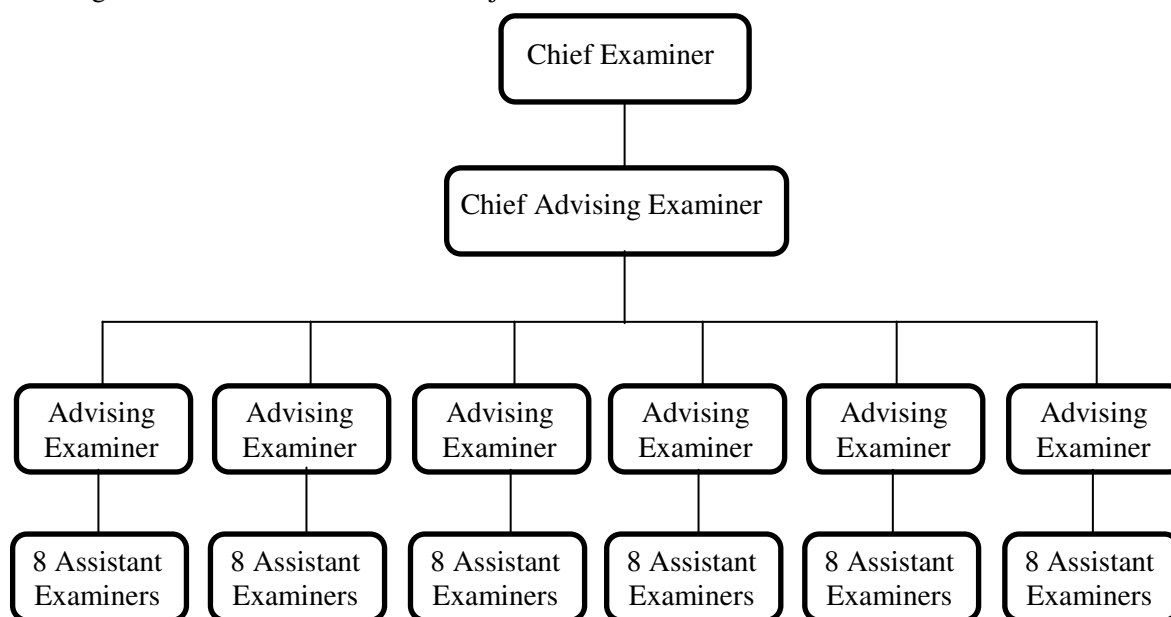 Chief Examiner
Chief Advising Examiner
Advising
Examiner
Advising
Examiner
Advising
Examiner
Advising
Examiner
Advising
Examiner
Advising
Examiner
8 Assistant
Examiners
8 Assistant
Examiners
8 Assistant
Examiners
8 Assistant
Examiners
8 Assistant
Examiners
8 Assistant
Examiners